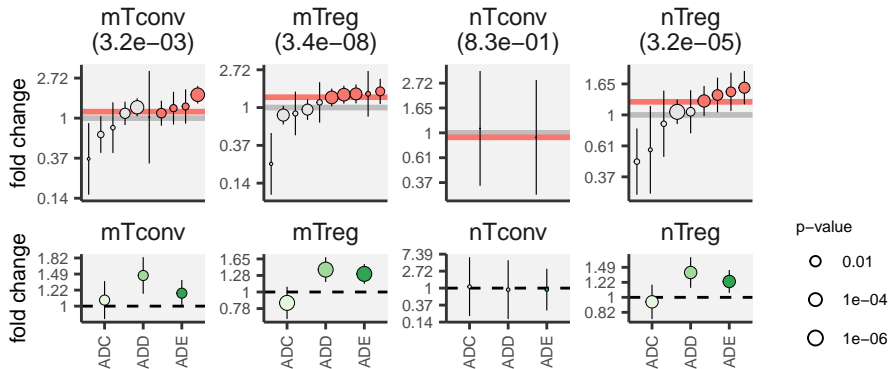 mTconv
(3.2e−03)
mTreg
(3.4e−08)
nTconv
(8.3e−01)
nTreg
(3.2e−05)
fold change
2.72
1
0.37
0.14
2.72
1
0.37
0.14
2.72
1.65
1
0.61
0.37
1.65
1
0.61
0.37
mTconv
mTreg
nTconv
nTreg
fold change
1.82
1.49
1.22
1
1.65
1.28
1
0.78
7.39
2.72
1
0.37
0.14
1.49
1.22
1
0.82
ADC
ADD
ADE
ADC
ADD
ADE
ADC
ADD
ADE
ADC
ADD
ADE
p−value
0.01
1e−04
1e−06